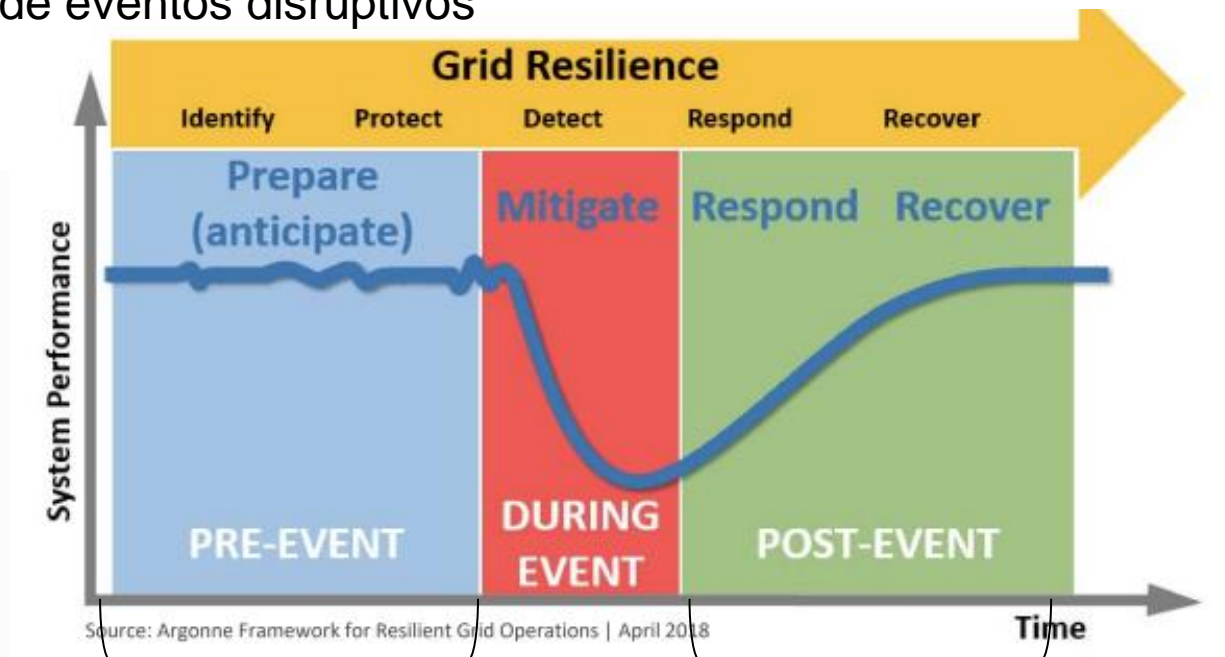 de eventos disruptivos
Grid Resilience
Identify Protect Detect Respond Recover
Prepare
(anticipate)
Mitigate
Respond Recover
System Performance
PRE-EVENT
DURING
EVENT
POST-EVENT
Source: Argonne Framework for Resilient Grid Operations | April 2018
Time